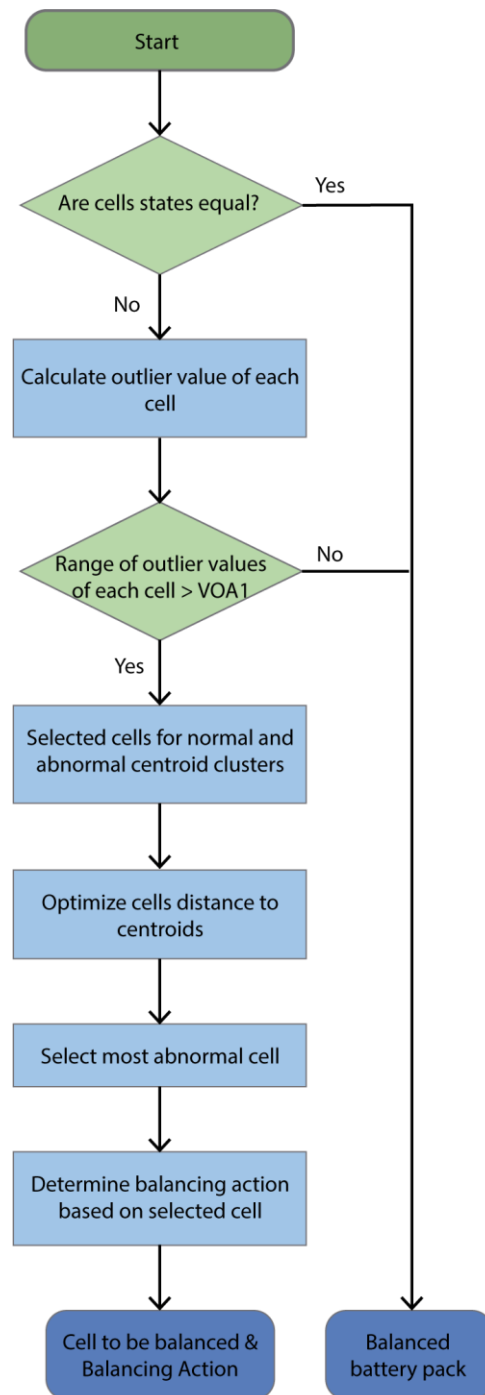 Start
Are cells states equal?
Yes
No
Calculate outlier value of each
cell
Range of outlier values
of each cell > VOA1
No
Yes
Selected cells for normal and
abnormal centroid clusters
Optimize cells distance to
centroids
Select most abnormal cell
Determine balancing action
based on selected cell
Cell to be balanced &
Balancing Action
Balanced
battery pack